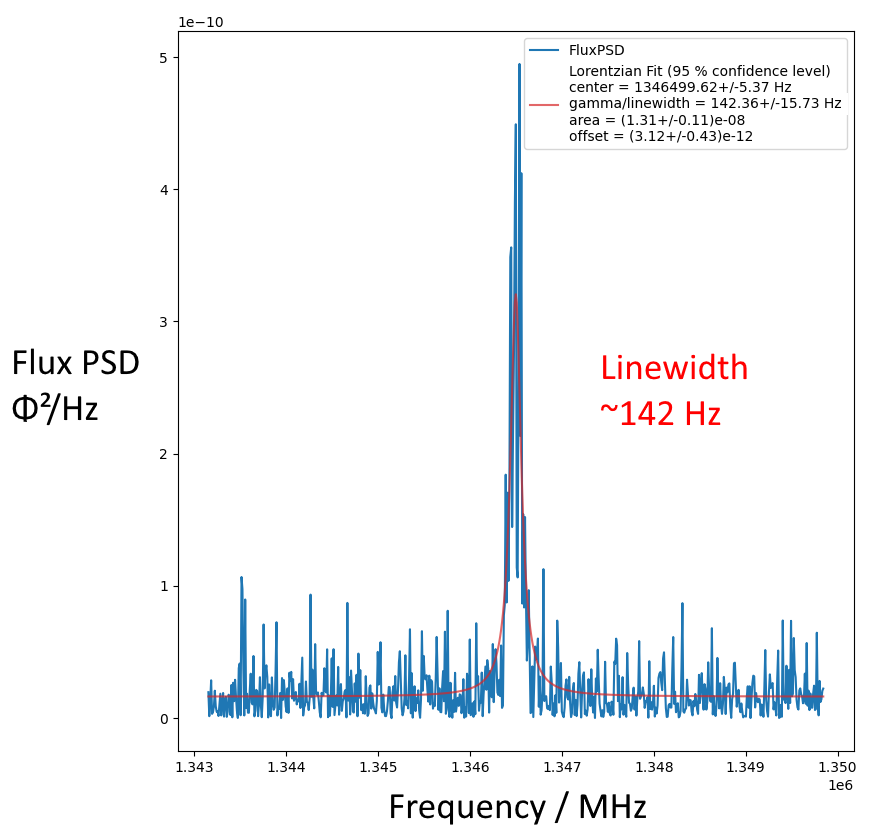 1e−10
FluxPSD
Lorentzian Fit (95 % confidence level)
center = 1346499.62+/-5.37 Hz
gamma/linewidth = 142.36+/-15.73 Hz
area = (1.31+/-0.11)e-08
offset = (3.12+/-0.43)e-12
5
4
3
2
1
0
Flux PSD
Φ²/Hz
Linewidth
~142 Hz
1.343 1.344 1.345 1.346 1.347 1.348 1.349 1.350
1e6
Frequency / MHz